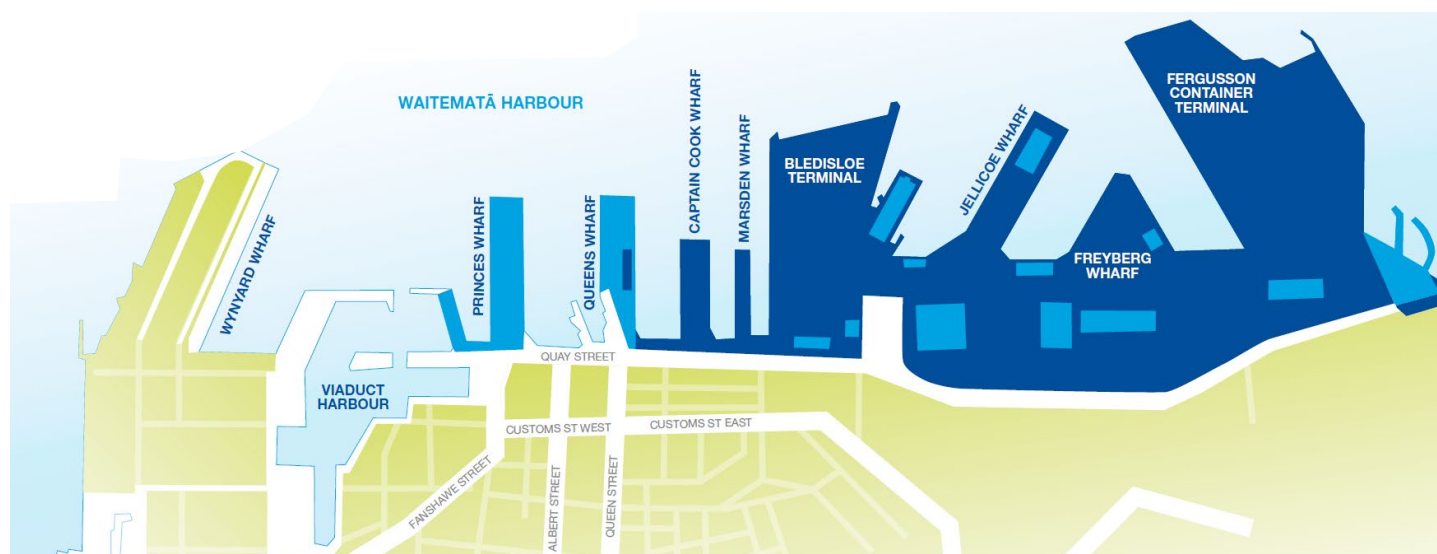 WAITEMATĀ HARBOUR
WYNYARD WHARF
VIADUCT
HARBOUR
PRINCES WHARF
QUEENS WHARF
CAPTAIN COOK WHARF
MARSDEN WHARF
BLEDISLOE
TERMINAL
JELLICOE WHARF
FREYBERG
WHARF
FERGUSSON
CONTAINER
TERMINAL
QUAY STREET
CUSTOMS ST WEST
CUSTOMS ST EAST
FANSHAWE STREET
ALBERT STREET
QUEEN STREET